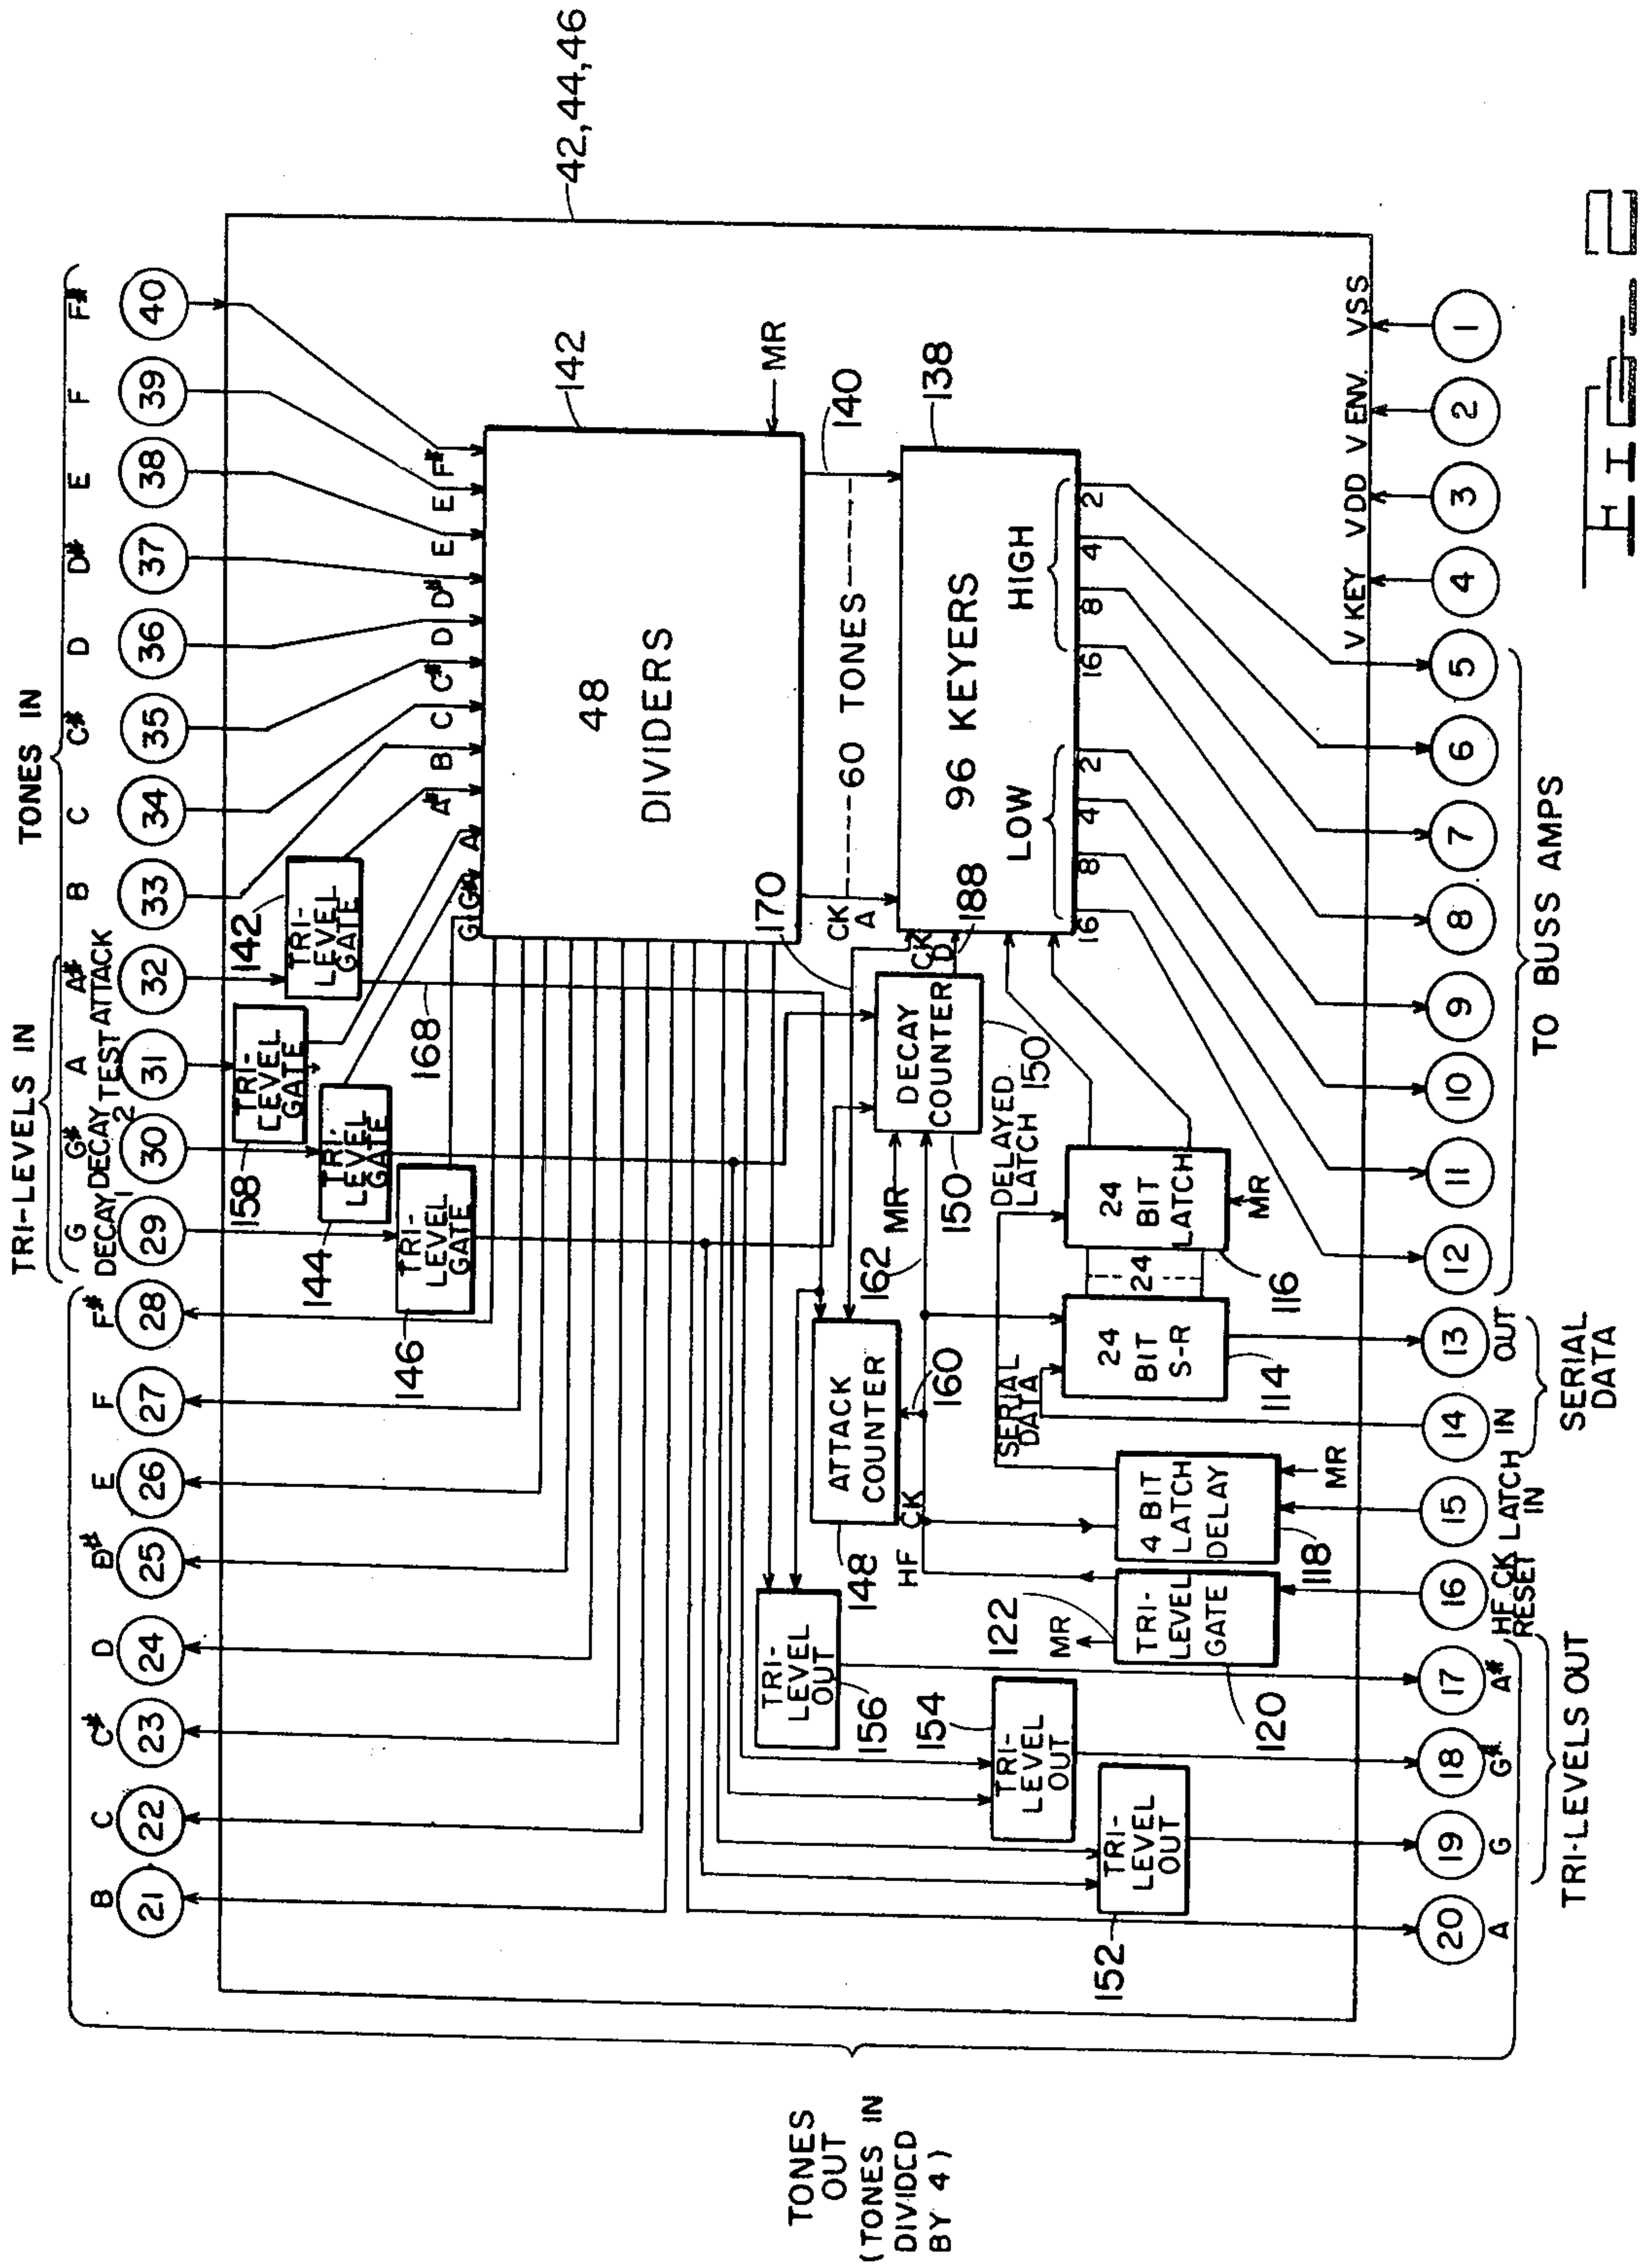 TONES IN
TRI-LEVELS IN
G G# A A# B C C# D D# E F F#
DECAY 1 DECAY 2 TEST ATTACK
29 30 31 32 33 34 35 36 37 38 39 40
B C C# D D# E F F#
21 22 23 24 25 26 27 28
42,44,46
158
TRI-LEVEL GATE
142
TRI-LEVEL GATE
144
TRI-LEVEL GATE
146
TRI-LEVEL GATE
168
G G# A A# B C C# D D# E E F#
142
48
DIVIDERS
MR
170
CK A
60 TONES
140
138
96 KEYERS
LOW
HIGH
16 8 4 2 16 8 4 2
CK D
188
DECAY COUNTER
150
150
MR
162
ATTACK COUNTER
148
160
CK
HF
TRI-LEVEL OUT
156
TRI-LEVEL OUT
154
TRI-LEVEL OUT
152
MR
122
TRI-LEVEL GATE
120
4 BIT LATCH DELAY
118
MR
SERIAL DATA
DELAYED LATCH
24 BIT S-R
114
24
24 BIT LATCH
116
MR
V KEY VDD V ENV. VSS
20 19 18 17 16 15 14 13 12 11 10 9 8 7 6 5 4 3 2 1
A G G# A#
HF CK RESET
LATCH IN
IN OUT
SERIAL DATA
TRI-LEVELS OUT
TO BUSS AMPS
TONES
OUT
(TONES IN
DIVIDCD
BY 4)
FIG 2